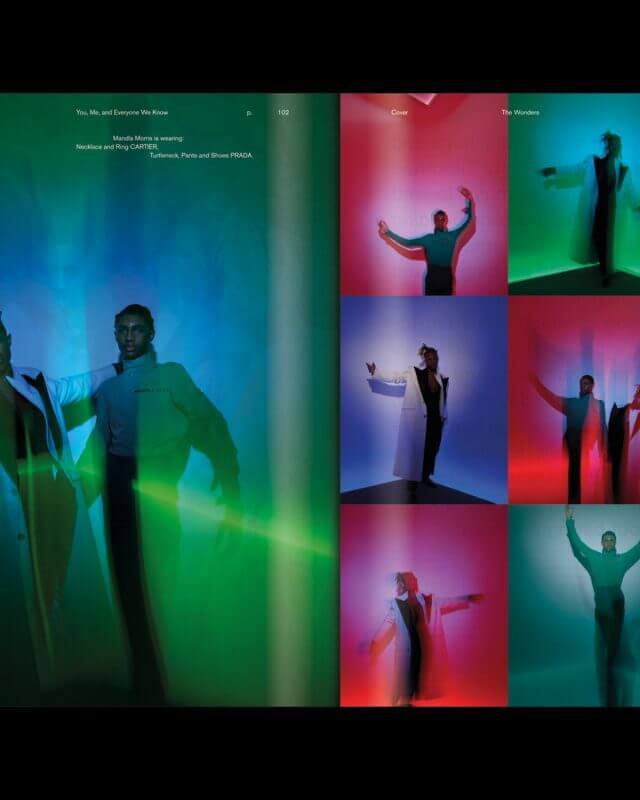 You, Me, and Everyone We Know
p.
102
Cover
The Wonders
Mandla Morris is wearing:
Necklace and Ring CARTIER,
Turtleneck, Pants and Shoes PRADA.